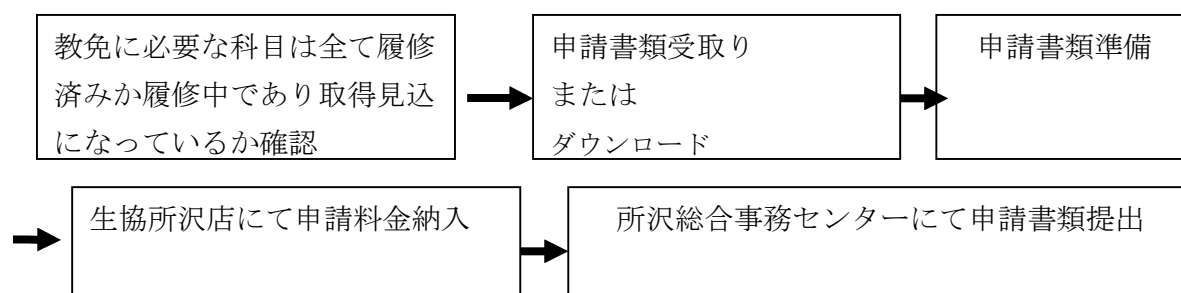 教免に必要な科目は全て履修
済みか履修中であり取得見込
になっているか確認
申請書類受取り
または
ダウンロード
申請書類準備
生協所沢店にて申請料金納入
所沢総合事務センターにて申請書類提出